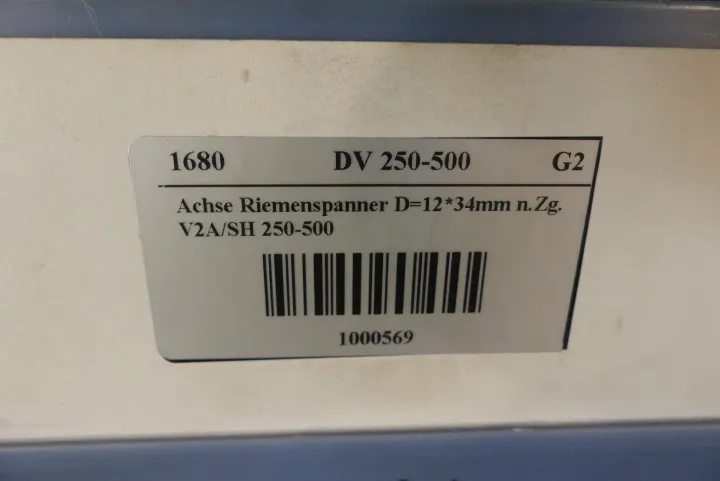 1680 DV 250-500 G2
Achse Riemenspanner D=12*34mm n.Zg.
V2A/SH 250-500
1000569